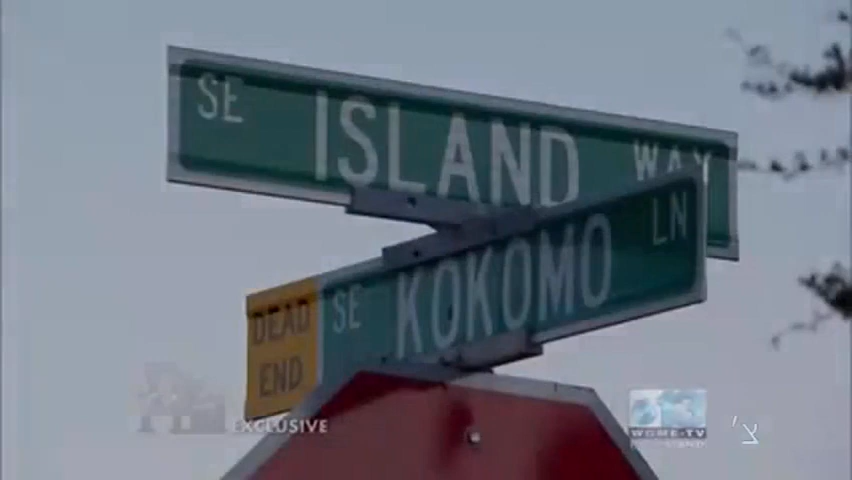 SE ISLAND WAY
SE KOKOMO LN
DEAD
END
EXCLUSIVE
WGME-TV
צ'